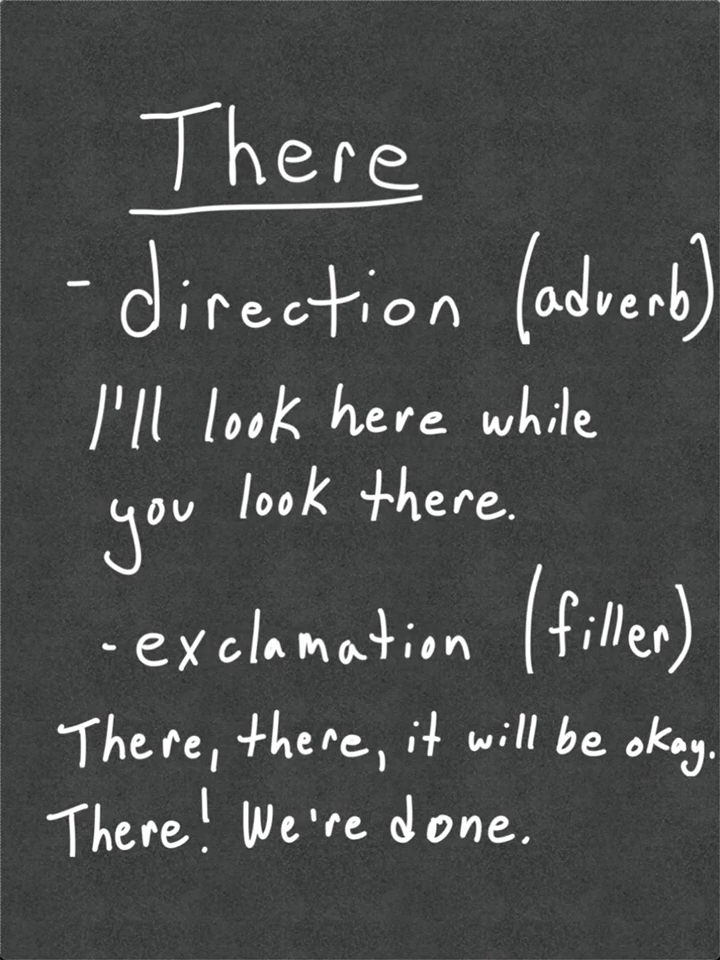 There
- direction (adverb)
I'll look here while
you look there.
- exclamation (filler)
There, there, it will be okay.
There! We're done.